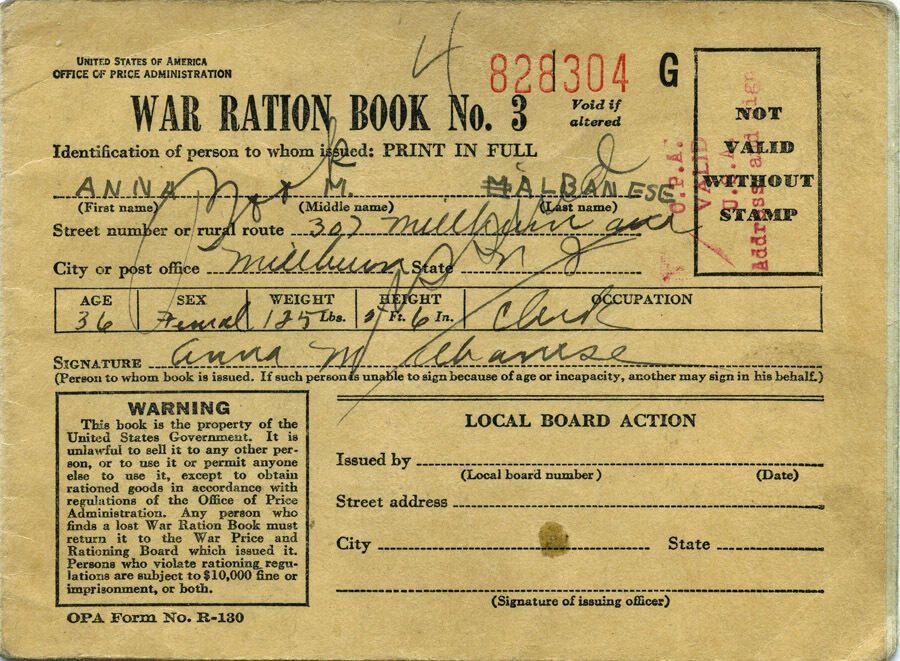 4
UNITED STATES OF AMERICA
OFFICE OF PRICE ADMINISTRATION
828304 G
WAR RATION BOOK No. 3
Void if
altered
NOT
VALID
WITHOUT
STAMP
O.P.A.
VALID
U.S.A.
Address and sign
Identification of person to whom issued: PRINT IN FULL
ANNA M. ALBANESE
(First name) (Middle name) (Last name)
Street number or rural route 307 Millburn ave
City or post office Millburn State N J
AGE SEX WEIGHT HEIGHT OCCUPATION
36 Femal 125 Lbs. 5 Ft. 6 In. Clerk
SIGNATURE Anna M Albanese
(Person to whom book is issued. If such person is unable to sign because of age or incapacity, another may sign in his behalf.)
WARNING
This book is the property of the
United States Government. It is
unlawful to sell it to any other per-
son, or to use it or permit anyone
else to use it, except to obtain
rationed goods in accordance with
regulations of the Office of Price
Administration. Any person who
finds a lost War Ration Book must
return it to the War Price and
Rationing Board which issued it.
Persons who violate rationing regu-
lations are subject to $10,000 fine or
imprisonment, or both.
OPA Form No. R-130
LOCAL BOARD ACTION
Issued by
(Local board number) (Date)
Street address
City State
(Signature of issuing officer)